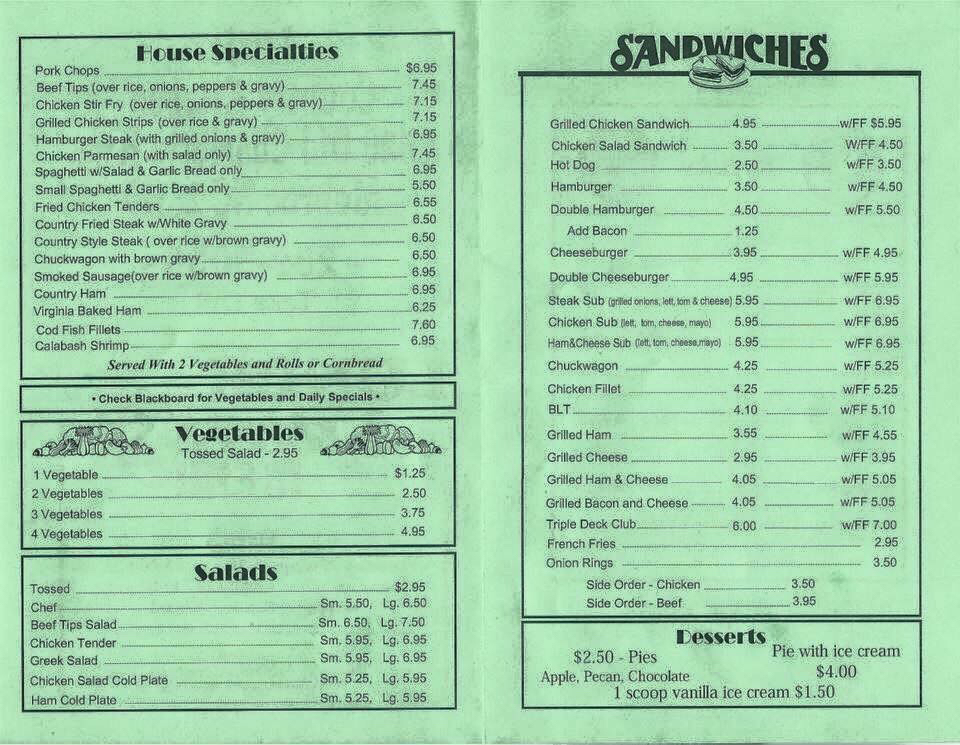 House Specialties
Pork Chops $6.95
Beef Tips (over rice, onions, peppers & gravy) 7.45
Chicken Stir Fry (over rice, onions, peppers & gravy) 7.15
Grilled Chicken Strips (over rice & gravy) 7.15
Hamburger Steak (with grilled onions & gravy) 6.95
Chicken Parmesan (with salad only) 7.45
Spaghetti w/Salad & Garlic Bread only 6.95
Small Spaghetti & Garlic Bread only 5.50
Fried Chicken Tenders 6.55
Country Fried Steak w/White Gravy 6.50
Country Style Steak ( over rice w/brown gravy) 6.50
Chuckwagon with brown gravy 6.50
Smoked Sausage(over rice w/brown gravy) 6.95
Country Ham 6.95
Virginia Baked Ham 6.25
Cod Fish Fillets 7.60
Calabash Shrimp 6.95
Served With 2 Vegetables and Rolls or Cornbread
• Check Blackboard for Vegetables and Daily Specials •
Vegetables
Tossed Salad - 2.95
1 Vegetable $1.25
2 Vegetables 2.50
3 Vegetables 3.75
4 Vegetables 4.95
Salads
Tossed $2.95
Chef Sm. 5.50, Lg. 6.50
Beef Tips Salad Sm. 6.50, Lg. 7.50
Chicken Tender Sm. 5.95, Lg. 6.95
Greek Salad Sm. 5.95, Lg. 6.95
Chicken Salad Cold Plate Sm. 5.25, Lg. 5.95
Ham Cold Plate Sm. 5.25, Lg. 5.95
SANDWICHES
Grilled Chicken Sandwich 4.95 w/FF $5.95
Chicken Salad Sandwich 3.50 W/FF 4.50
Hot Dog 2.50 w/FF 3.50
Hamburger 3.50 w/FF 4.50
Double Hamburger 4.50 w/FF 5.50
Add Bacon 1.25
Cheeseburger 3.95 w/FF 4.95
Double Cheeseburger 4.95 w/FF 5.95
Steak Sub (grilled onions, lett, tom & cheese) 5.95 w/FF 6.95
Chicken Sub (lett, tom, cheese, mayo) 5.95 w/FF 6.95
Ham&Cheese Sub (lett, tom, cheese,mayo) 5.95 w/FF 6.95
Chuckwagon 4.25 w/FF 5.25
Chicken Fillet 4.25 w/FF 5.25
BLT 4.10 w/FF 5.10
Grilled Ham 3.55 w/FF 4.55
Grilled Cheese 2.95 w/FF 3.95
Grilled Ham & Cheese 4.05 w/FF 5.05
Grilled Bacon and Cheese 4.05 w/FF 5.05
Triple Deck Club 6.00 w/FF 7.00
French Fries 2.95
Onion Rings 3.50
Side Order - Chicken 3.50
Side Order - Beef 3.95
Desserts
$2.50 - Pies
Apple, Pecan, Chocolate
Pie with ice cream
$4.00
1 scoop vanilla ice cream $1.50